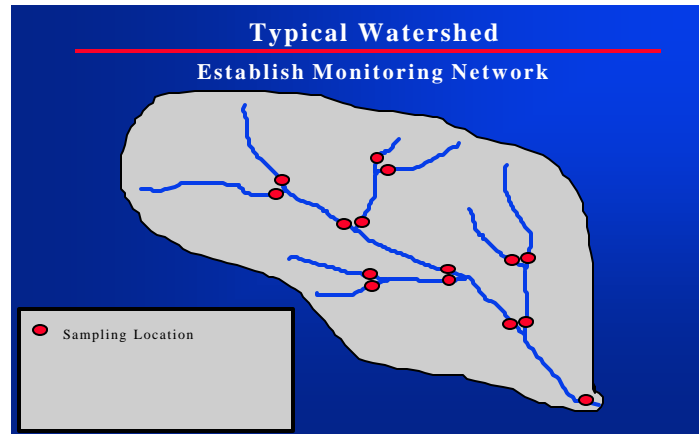 Typical Watershed
Establish Monitoring Network
Sampling Location